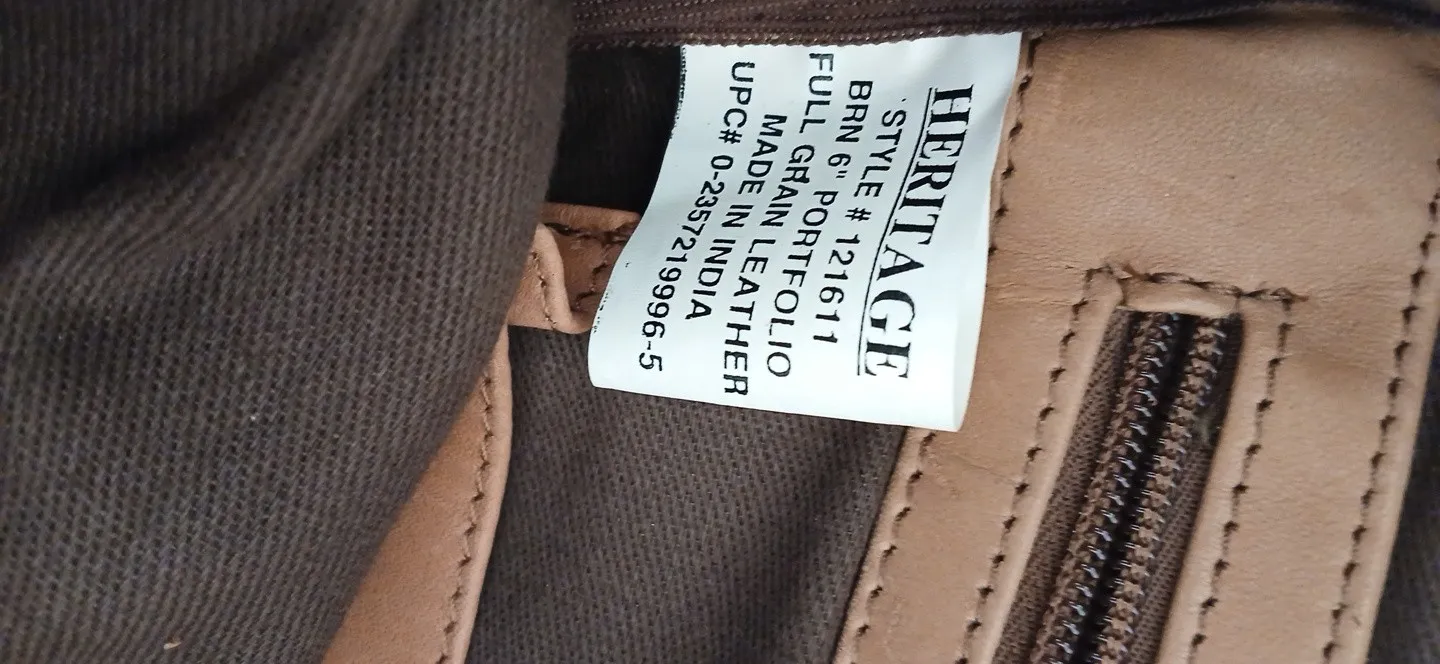 HERITAGE
STYLE # 121611
BRN 6" PORTFOLIO
FULL GRAIN LEATHER
MADE IN INDIA
UPC# 0-2357219996-5